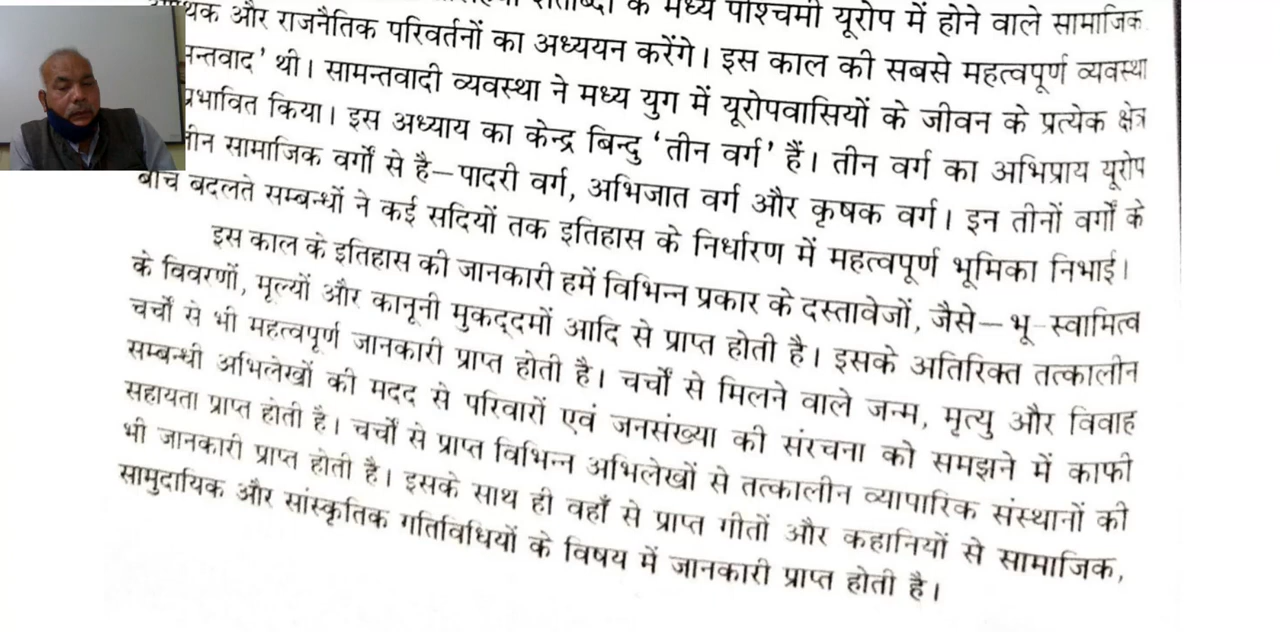 के मध्य पश्चिमी यूरोप में होने वाले सामाजिक
और राजनैतिक परिवर्तनों का अध्ययन करेंगे। इस काल की सबसे महत्वपूर्ण व्यवस्था
थी। सामन्तवादी व्यवस्था ने मध्य युग में यूरोपवासियों के जीवन के प्रत्येक क्षेत्र
किया। इस अध्याय का केन्द्र बिन्दु ‘तीन वर्ग’ हैं। तीन वर्ग का अभिप्राय यूरोप
सामाजिक वर्गों से है– पादरी वर्ग, अभिजात वर्ग और कृषक वर्ग। इन तीनों वर्गों के
बीच बदलते सम्बन्धों ने कई सदियों तक इतिहास के निर्धारण में महत्वपूर्ण भूमिका निभाई।
इस काल के इतिहास की जानकारी हमें विभिन्न प्रकार के दस्तावेजों, जैसे– भू-स्वामित्व
के विवरणों, मूल्यों और कानूनी मुकद्दमों आदि से प्राप्त होती है। इसके अतिरिक्त तत्कालीन
चर्चों से भी महत्वपूर्ण जानकारी प्राप्त होती है। चर्चों से मिलने वाले जन्म, मृत्यु और विवाह
सम्बन्धी अभिलेखों की मदद से परिवारों एवं जनसंख्या की संरचना को समझने में काफी
सहायता प्राप्त होती है। चर्चों से प्राप्त विभिन्न अभिलेखों से तत्कालीन व्यापारिक संस्थानों की
भी जानकारी प्राप्त होती है। इसके साथ ही वहाँ से प्राप्त गीतों और कहानियों से सामाजिक,
सामुदायिक और सांस्कृतिक गतिविधियों के विषय में जानकारी प्राप्त होती है।